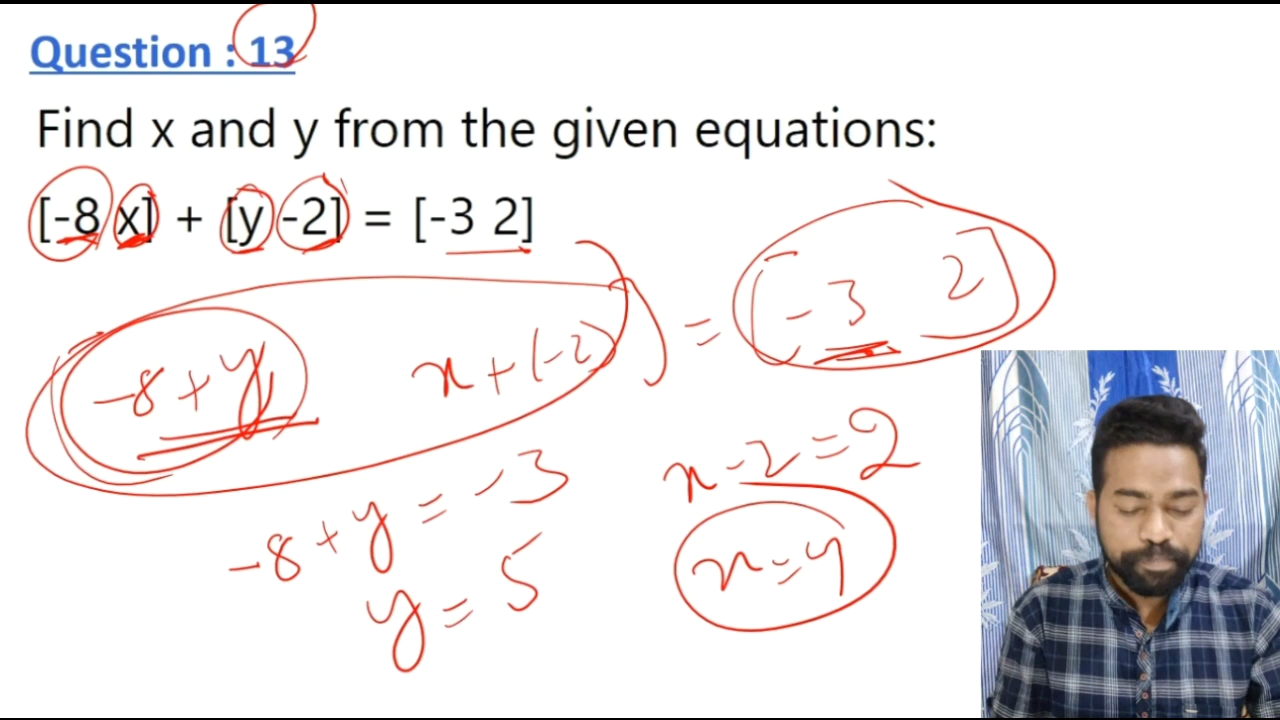 Question : 13
Find x and y from the given equations:
[-8 x] + [y -2] = [-3 2]
-8+y x+(-2)] = [-3 2]
-8+y=-3
y=5
x-2=2
x=4